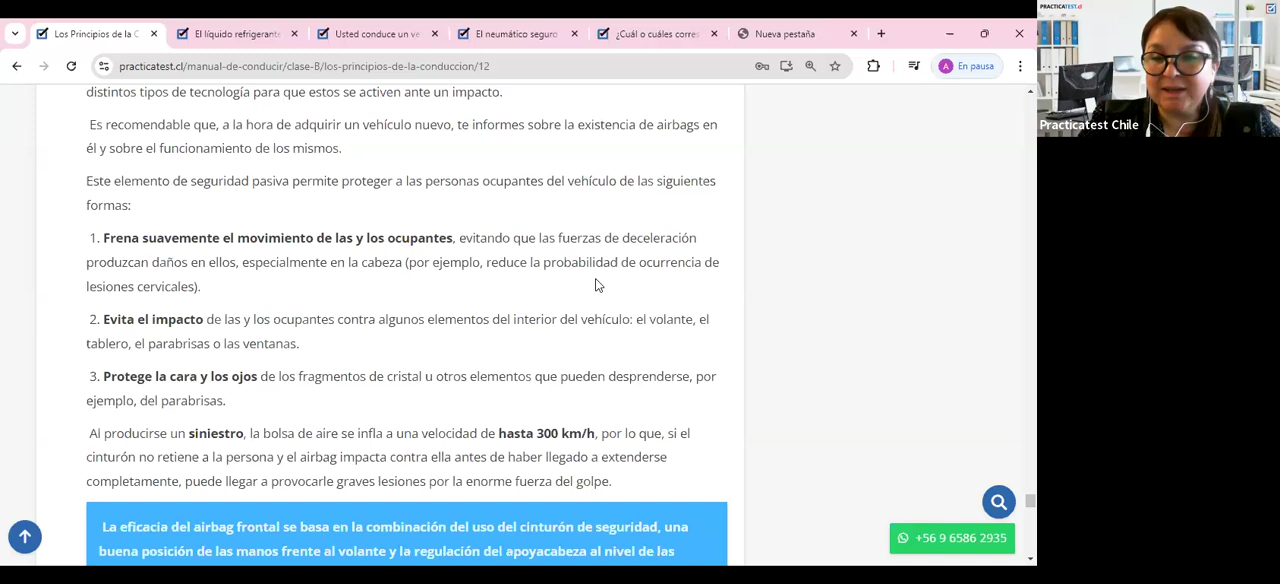 Los Principios de la C
El líquido refrigerante
Usted conduce un ve
El neumático seguro
¿Cuál o cuáles corres
Nueva pestaña
practicatest.cl/manual-de-conducir/clase-B/los-principios-de-la-conduccion/12
A En pausa
PRACTICATEST.cl
Practicatest Chile
distintos tipos de tecnología para que estos se activen ante un impacto.
Es recomendable que, a la hora de adquirir un vehículo nuevo, te informes sobre la existencia de airbags en
él y sobre el funcionamiento de los mismos.
Este elemento de seguridad pasiva permite proteger a las personas ocupantes del vehículo de las siguientes
formas:
1. Frena suavemente el movimiento de las y los ocupantes, evitando que las fuerzas de deceleración
produzcan daños en ellos, especialmente en la cabeza (por ejemplo, reduce la probabilidad de ocurrencia de
lesiones cervicales).
2. Evita el impacto de las y los ocupantes contra algunos elementos del interior del vehículo: el volante, el
tablero, el parabrisas o las ventanas.
3. Protege la cara y los ojos de los fragmentos de cristal u otros elementos que pueden desprenderse, por
ejemplo, del parabrisas.
Al producirse un siniestro, la bolsa de aire se infla a una velocidad de hasta 300 km/h, por lo que, si el
cinturón no retiene a la persona y el airbag impacta contra ella antes de haber llegado a extenderse
completamente, puede llegar a provocarle graves lesiones por la enorme fuerza del golpe.
La eficacia del airbag frontal se basa en la combinación del uso del cinturón de seguridad, una
buena posición de las manos frente al volante y la regulación del apoyacabeza al nivel de las
+56 9 6586 2935